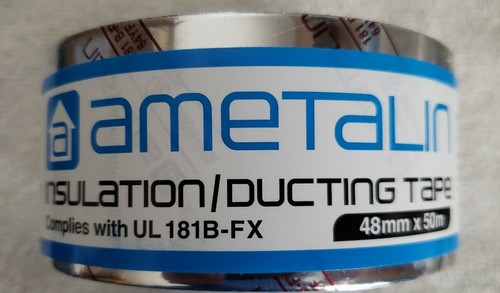 a ameTaLin
INSULATION/DUCTING TAPE
Complies with UL 181B-FX
48mm x 50m